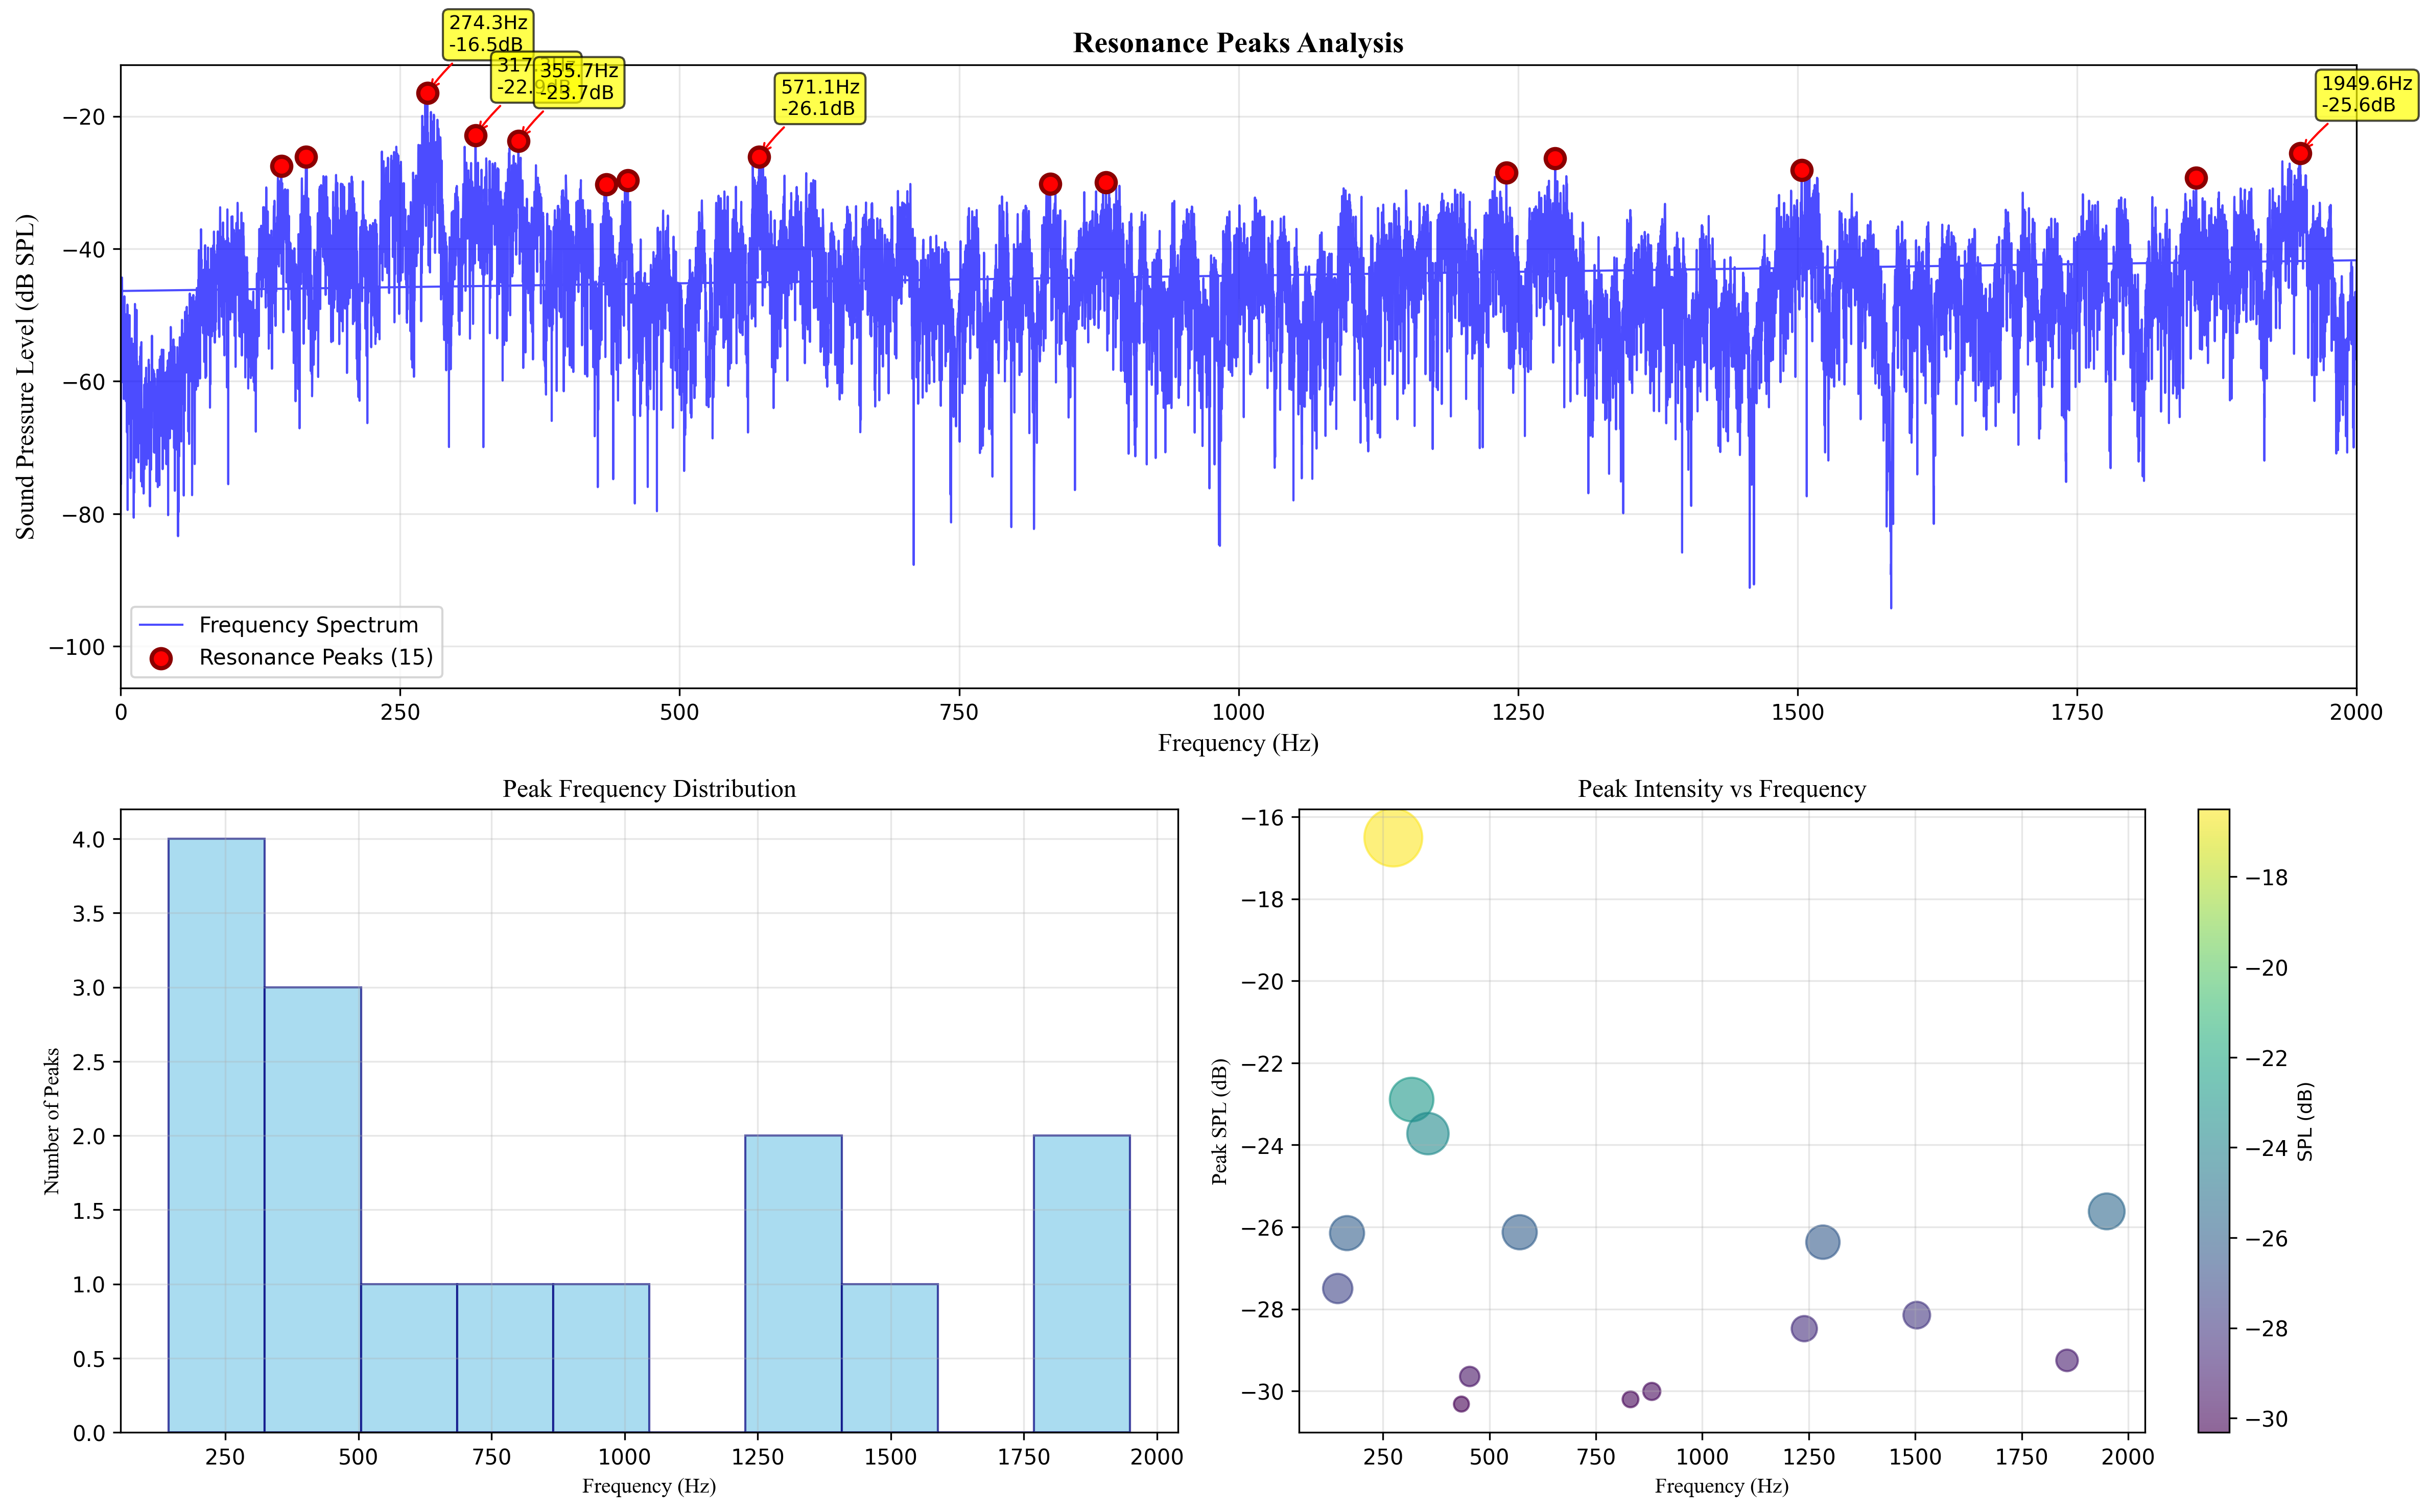 Resonance Peaks Analysis
274.3Hz
-16.5dB
-22.9dB
355.7Hz
-23.7dB
571.1Hz
-26.1dB
1949.6Hz
-25.6dB
Sound Pressure Level (dB SPL)
−20
−40
−60
−80
−100
Frequency Spectrum
Resonance Peaks (15)
0
250
500
750
1000
1250
1500
1750
2000
Frequency (Hz)
Peak Frequency Distribution
Number of Peaks
4.0
3.5
3.0
2.5
2.0
1.5
1.0
0.5
0.0
250
500
750
1000
1250
1500
1750
2000
Frequency (Hz)
Peak Intensity vs Frequency
Peak SPL (dB)
−16
−18
−20
−22
−24
−26
−28
−30
250
500
750
1000
1250
1500
1750
2000
Frequency (Hz)
−18
−20
−22
−24
−26
−28
−30
SPL (dB)